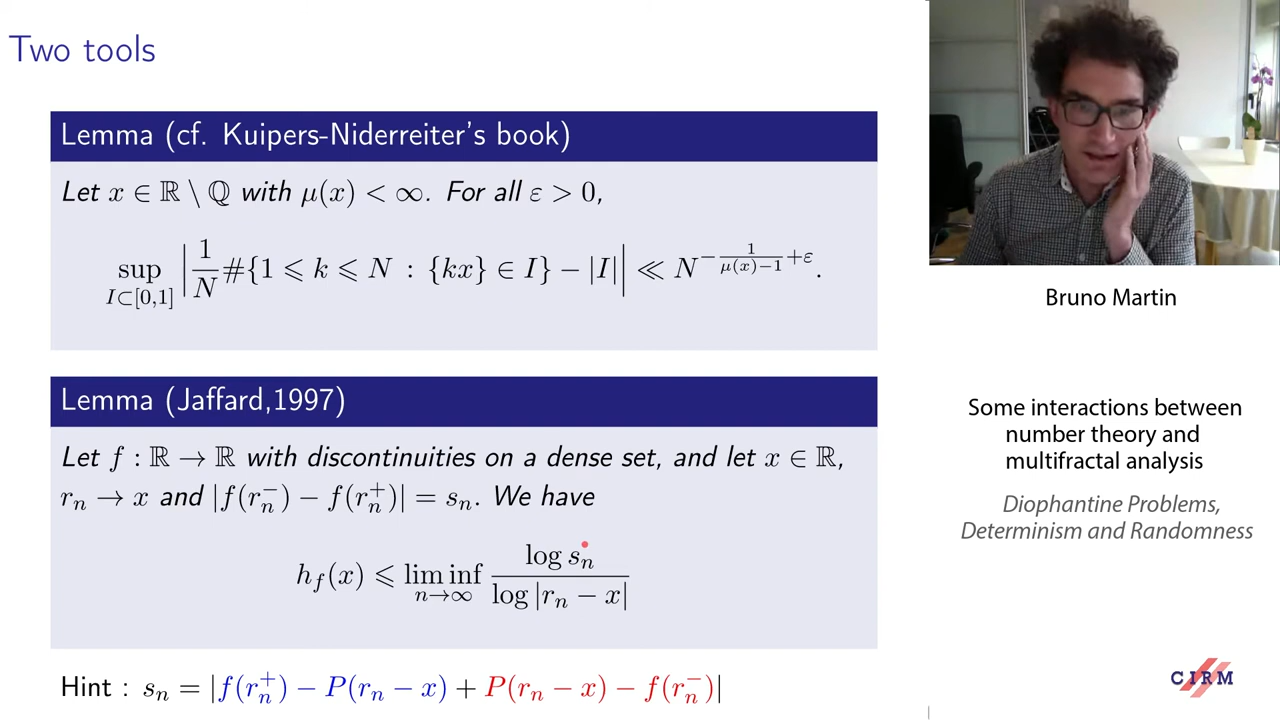 Two tools
Lemma (cf. Kuipers-Niderreiter's book)
Let x ∈ ℝ \ ℚ with μ(x) < ∞. For all ε > 0,
sup_{I⊂[0,1]} |1/N #{1 ⩽ k ⩽ N : {kx} ∈ I} − |I|| ≪ N^{−1/(μ(x)−1)+ε}.
Lemma (Jaffard,1997)
Let f : ℝ → ℝ with discontinuities on a dense set, and let x ∈ ℝ,
r_n → x and |f(r_n^−) − f(r_n^+)| = s_n. We have
h_f(x) ⩽ lim inf_{n→∞} log s_n / log |r_n − x|
Hint : s_n = |f(r_n^+) − P(r_n − x) + P(r_n − x) − f(r_n^−)|
Bruno Martin
Some interactions between
number theory and
multifractal analysis
Diophantine Problems,
Determinism and Randomness
CIRM